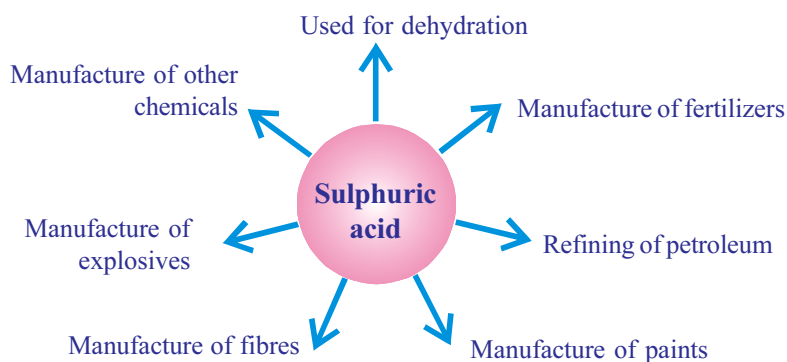 Used for dehydration
Manufacture of other
chemicals
Manufacture of fertilizers
Sulphuric
acid
Manufacture of
explosives
Refining of petroleum
Manufacture of fibres
Manufacture of paints